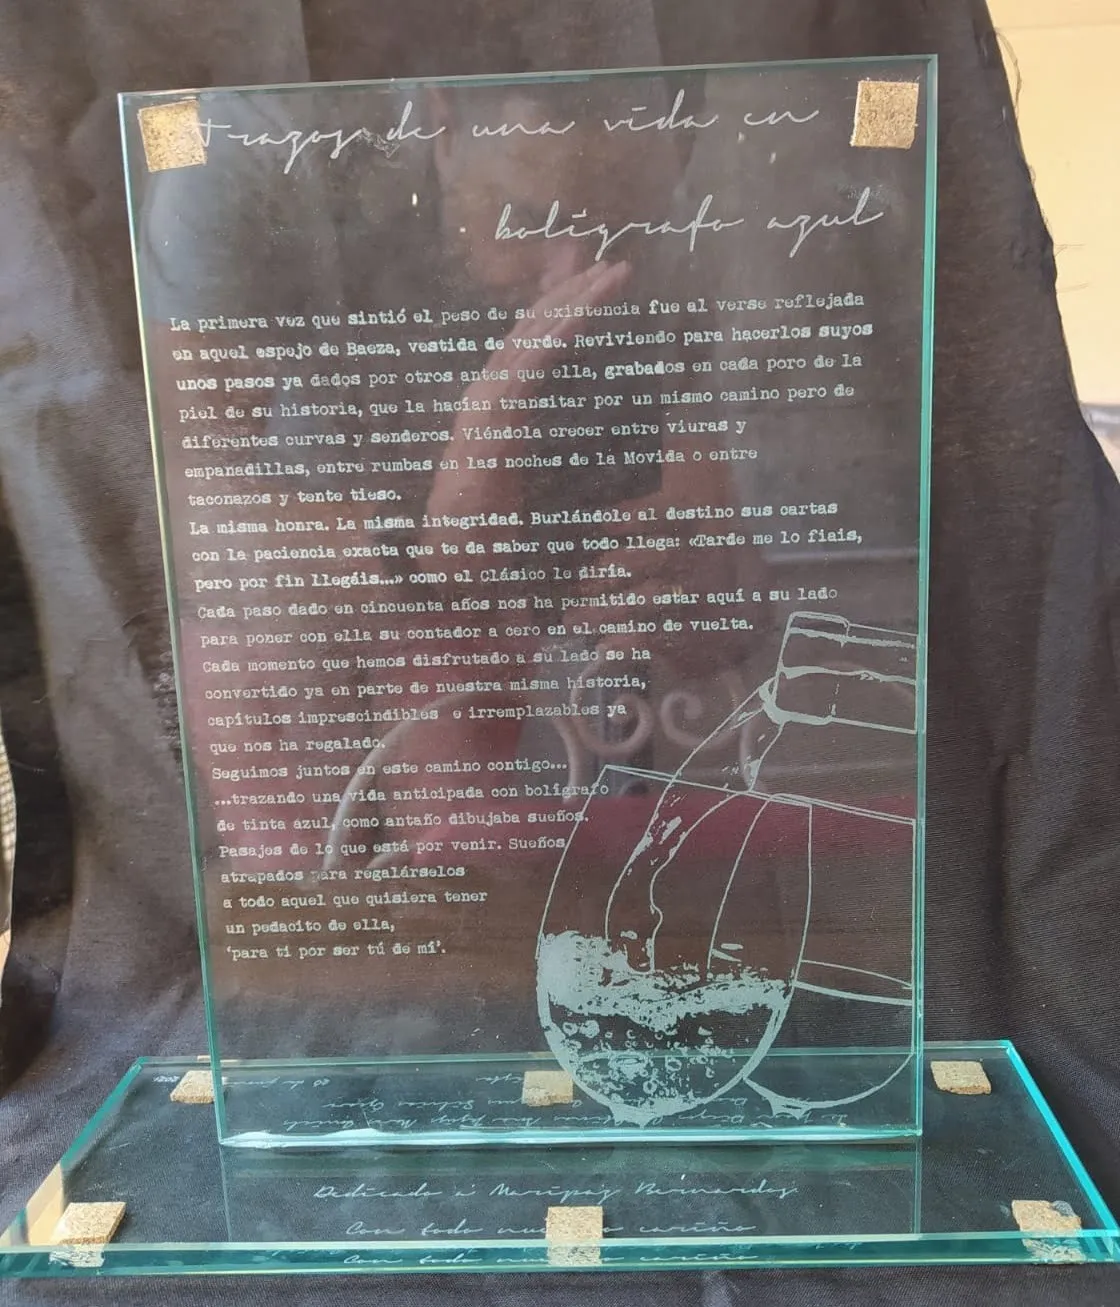 trazos de una vida en
bolígrafo azul
La primera vez que sintió el peso de su existencia fue al verse reflejada
en aquel espejo de Baeza, vestida de verde. Reviviendo para hacerlos suyos
unos pasos ya dados por otros antes que ella, grabados en cada poro de la
piel de su historia, que la hacían transitar por un mismo camino pero de
diferentes curvas y senderos. Viéndola crecer entre viuras y
empanadillas, entre rumbas en las noches de la Movida o entre
taconazos y tente tieso.
La misma honra. La misma integridad. Burlándole al destino sus cartas
con la paciencia exacta que te da saber que todo llega: «Tarde me lo fiais,
pero por fin llegáis...» como el Clásico le diría.
Cada paso dado en cincuenta años nos ha permitido estar aquí a su lado
para poner con ella su contador a cero en el camino de vuelta.
Cada momento que hemos disfrutado a su lado se ha
convertido ya en parte de nuestra misma historia,
capítulos imprescindibles e irremplazables ya
que nos ha regalado.
Seguimos juntos en este camino contigo...
...trazando una vida anticipada con bolígrafo
de tinta azul, como antaño dibujaba sueños.
Pasajes de lo que está por venir. Sueños
atrapados para regalárselos
a todo aquel que quisiera tener
un pedacito de ella,
'para ti por ser tú de mí'.
Dedicado a Maripaz Bernardos
Con todo cariño